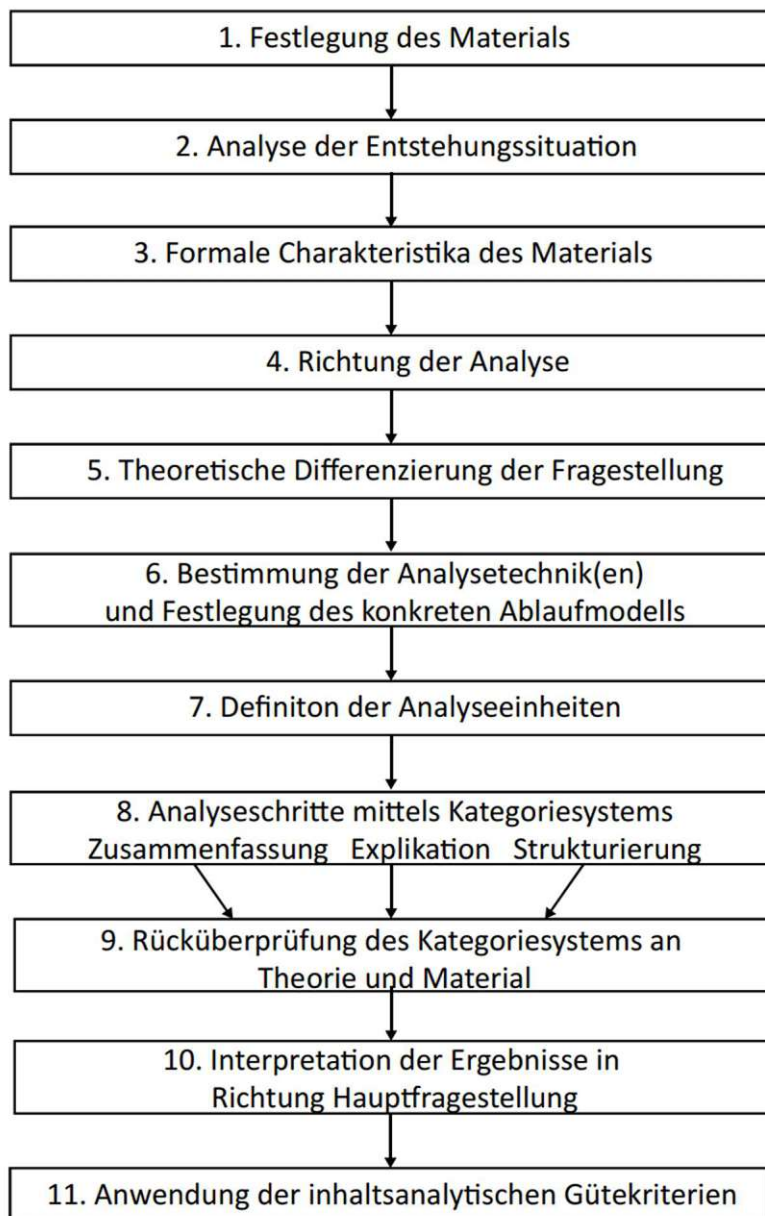 1. Festlegung des Materials
2. Analyse der Entstehungssituation
3. Formale Charakteristika des Materials
4. Richtung der Analyse
5. Theoretische Differenzierung der Fragestellung
6. Bestimmung der Analysetechnik(en)
und Festlegung des konkreten Ablaufmodells
7. Definiton der Analyseeinheiten
8. Analyseschritte mittels Kategoriesystems
Zusammenfassung Explikation Strukturierung
9. Rücküberprüfung des Kategoriesystems an
Theorie und Material
10. Interpretation der Ergebnisse in
Richtung Hauptfragestellung
11. Anwendung der inhaltsanalytischen Gütekriterien